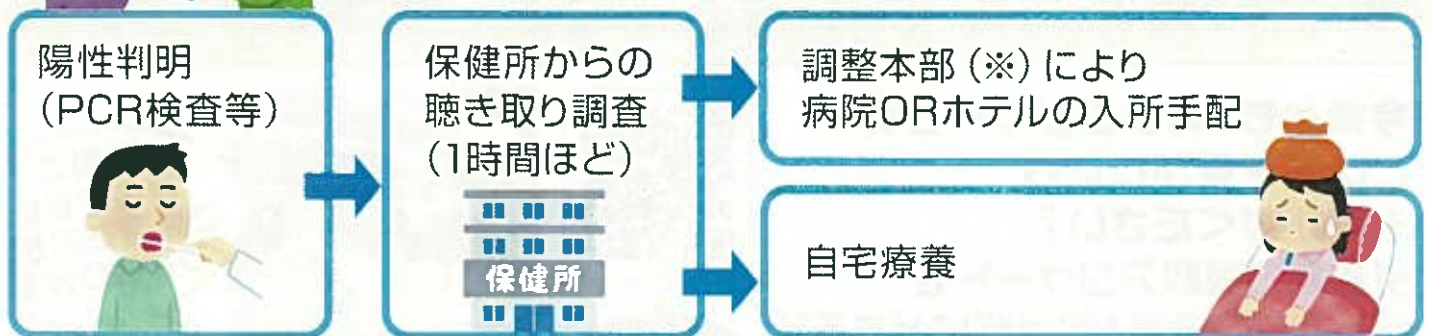 陽性判明
（PCR検査等）
保健所からの
聴き取り調査
（1時間ほど）
保健所
調整本部（※）により
病院ORホテルの入所手配
自宅療養